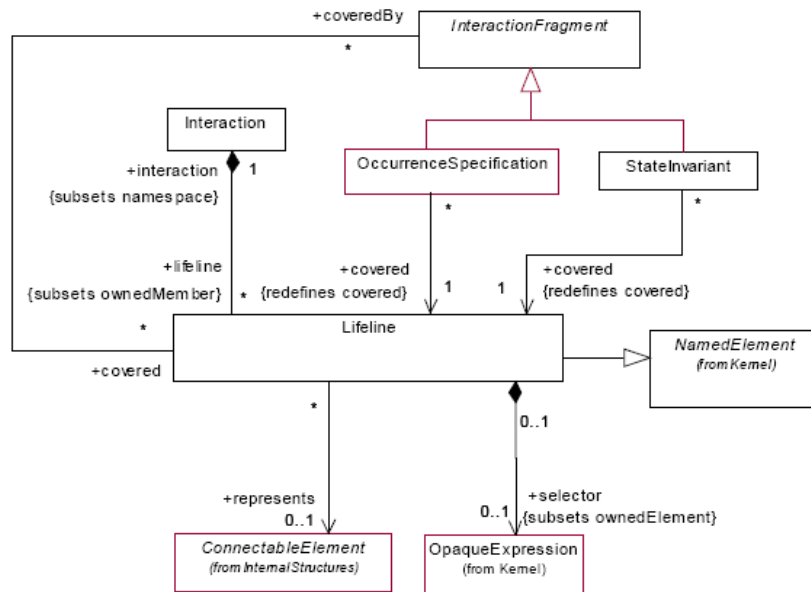 +coveredBy
*
InteractionFragment
Interaction
+interaction
1
{subsets namespace}
OccurrenceSpecification
*
StateInvariant
*
+lifeline
{subsets ownedMember}
*
+covered
{redefines covered}
1
+covered
1
{redefines covered}
*
+covered
Lifeline
NamedElement
(from Kernel)
*
0..1
+represents
0..1
+selector
0..1
{subsets ownedElement}
ConnectableElement
(from InternalStructures)
OpaqueExpression
(from Kernel)